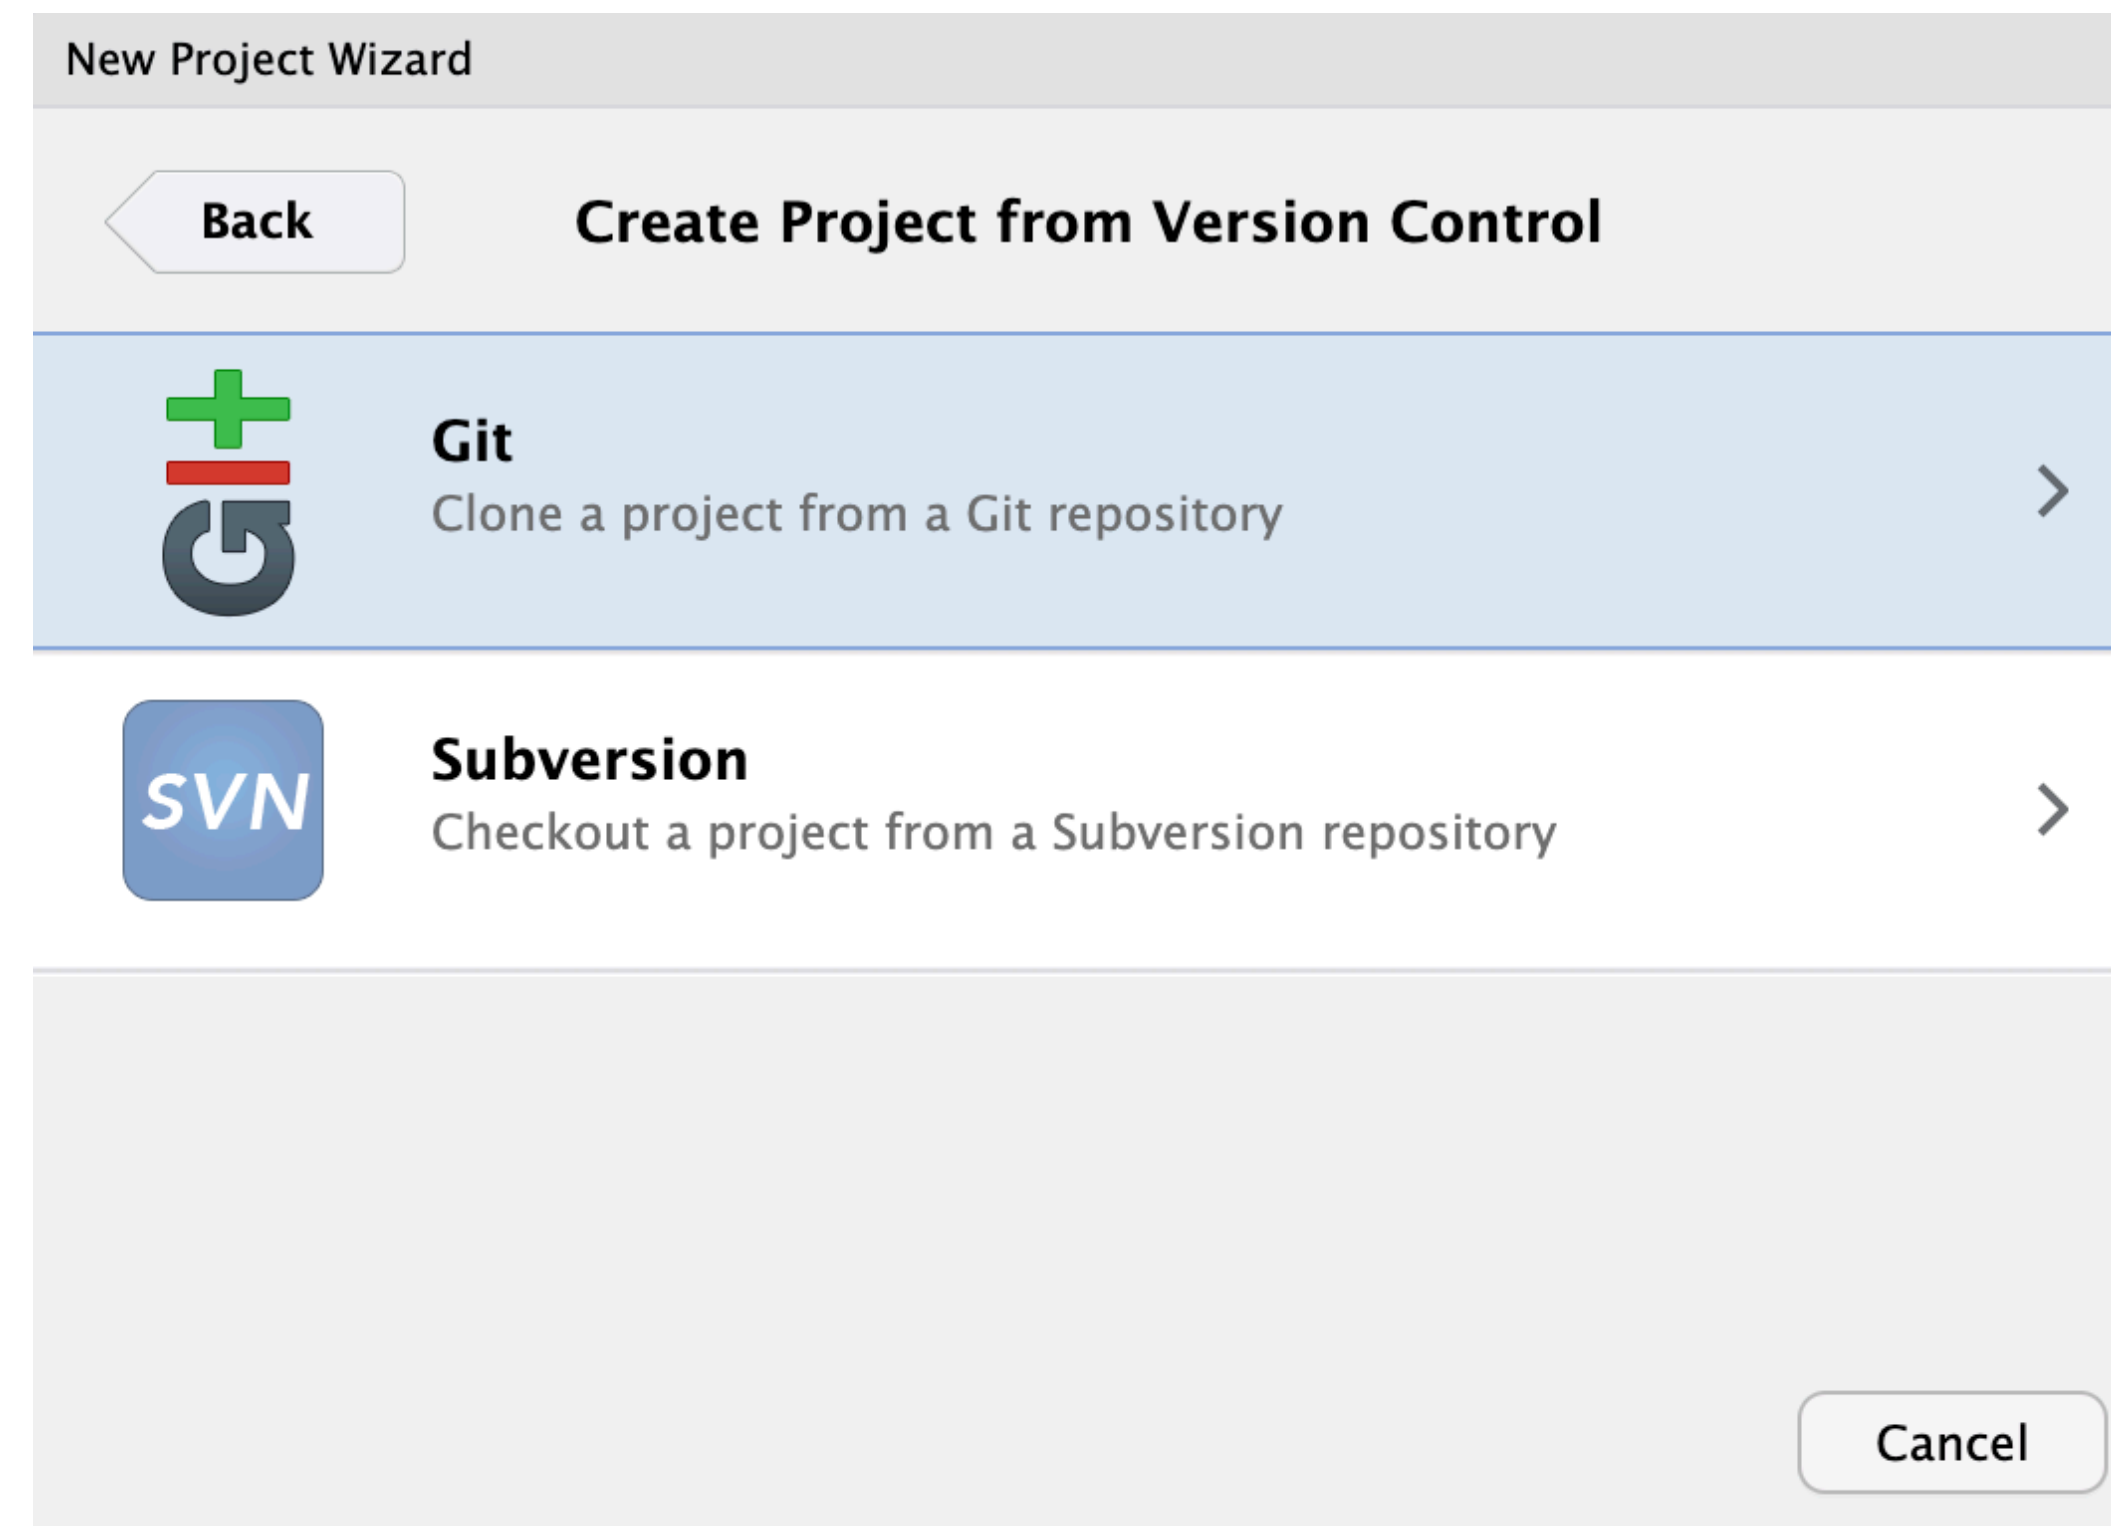 New Project Wizard
Back
Create Project from Version Control
Git
Git
Clone a project from a Git repository
SVN
Subversion
Checkout a project from a Subversion repository
Cancel